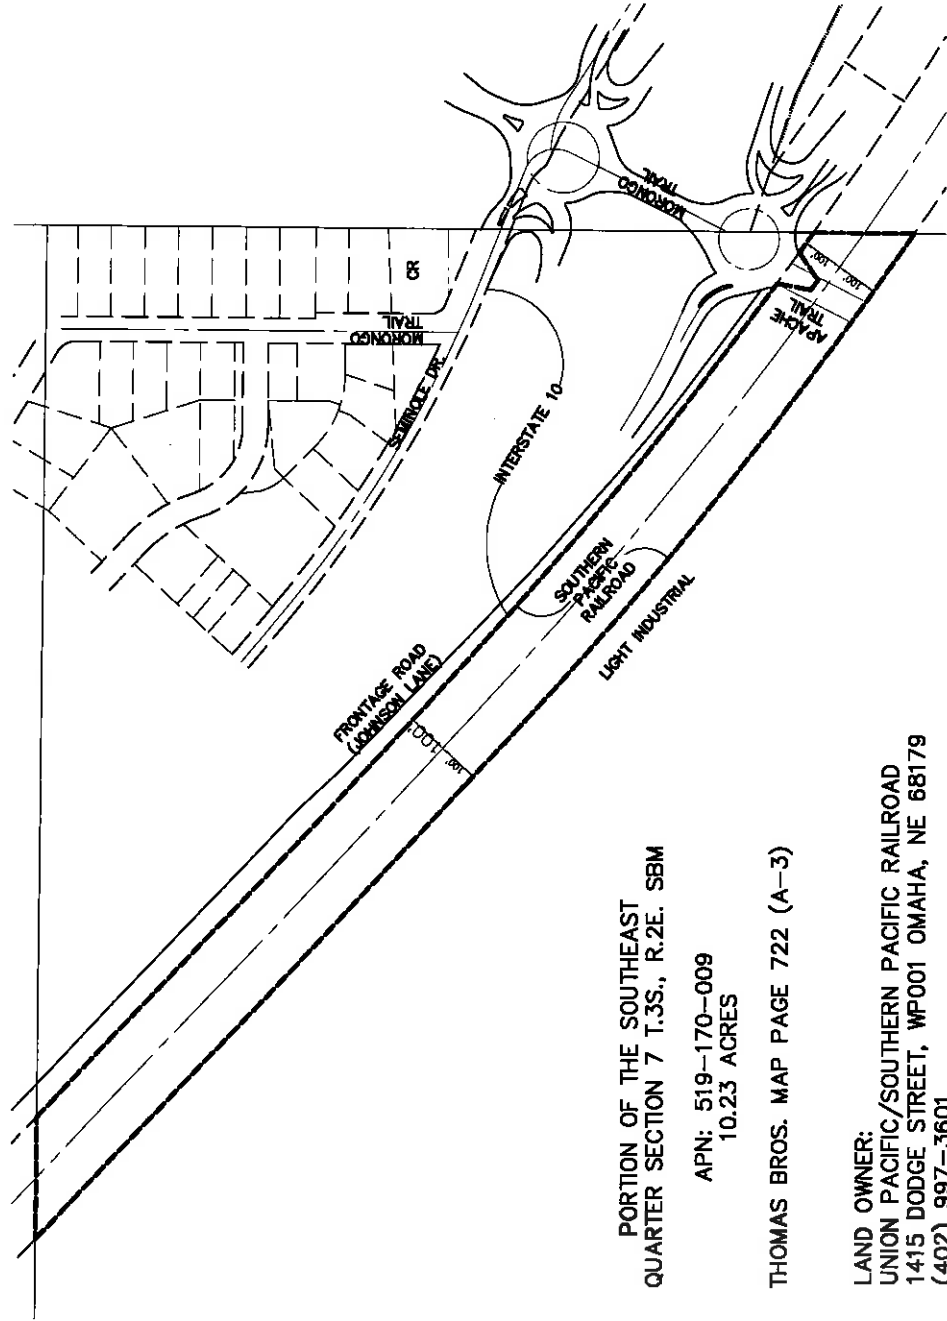 MORONGO
TRAIL
CR
MORONGO
TRAIL
SEMINOLE DR.
INTERSTATE 10
100'
100'
APACHE
TRAIL
SOUTHERN
PACIFIC
RAILROAD
LIGHT INDUSTRIAL
FRONTAGE ROAD
(JOHNSON LANE)
100'
100'
PORTION OF THE SOUTHEAST
QUARTER SECTION 7 T.3S., R.2E. SBM
APN: 519-170-009
10.23 ACRES
THOMAS BROS. MAP PAGE 722 (A-3)
LAND OWNER:
UNION PACIFIC/SOUTHERN PACIFIC RAILROAD
1415 DODGE STREET, WP001 OMAHA, NE 68179
(402) 997-3601